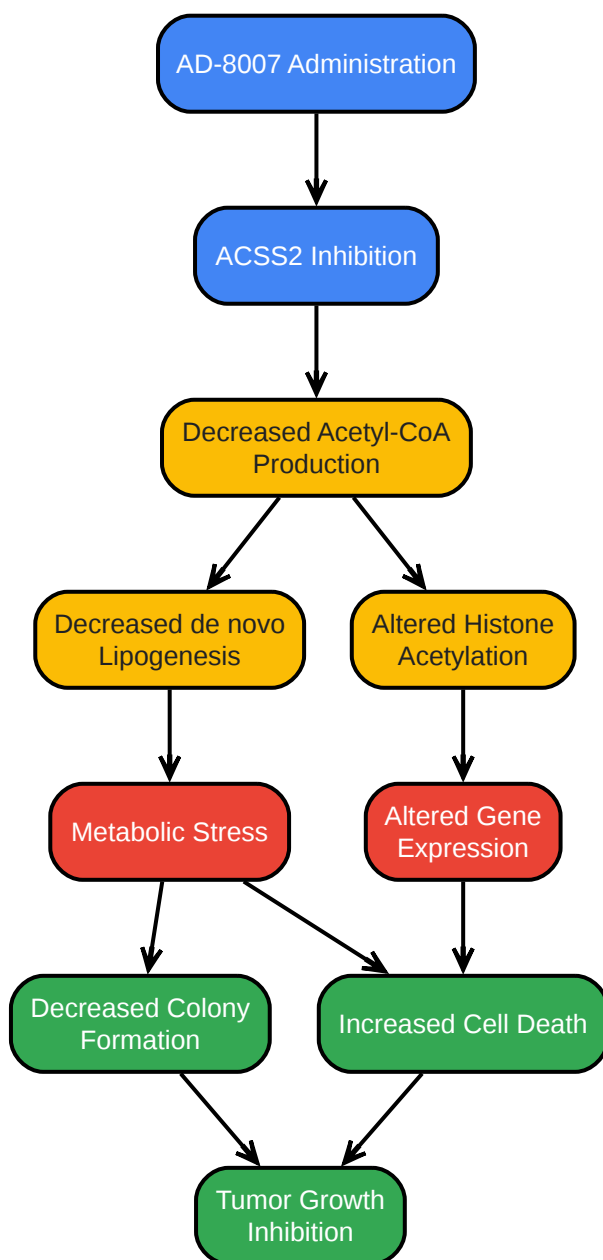 AD-8007 Administration
ACSS2 Inhibition
Decreased Acetyl-CoA
Production
Decreased de novo
Lipogenesis
Altered Histone
Acetylation
Metabolic Stress
Altered Gene
Expression
Decreased Colony
Formation
Increased Cell Death
Tumor Growth
Inhibition